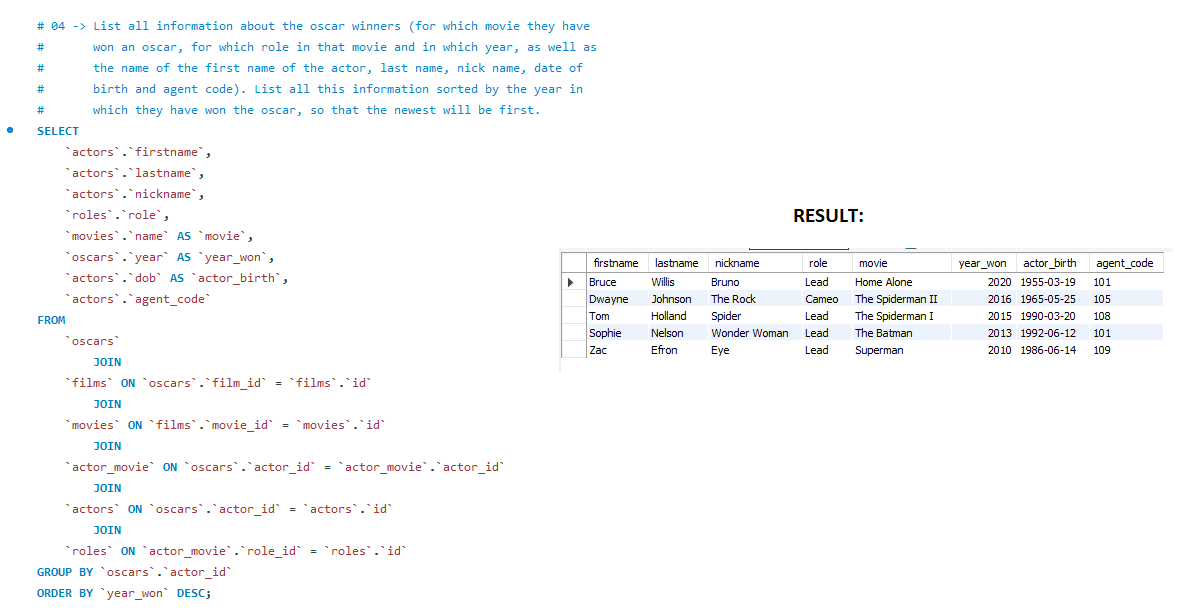 # 04 -> List all information about the oscar winners (for which movie they have
#       won an oscar, for which role in that movie and in which year, as well as
#       the name of the first name of the actor, last name, nick name, date of
#       birth and agent code). List all this information sorted by the year in
#       which they have won the oscar, so that the newest will be first.
SELECT
    `actors`.`firstname`,
    `actors`.`lastname`,
    `actors`.`nickname`,
    `roles`.`role`,
    `movies`.`name` AS `movie`,
    `oscars`.`year` AS `year_won`,
    `actors`.`dob` AS `actor_birth`,
    `actors`.`agent_code`
FROM
    `oscars`
        JOIN
    `films` ON `oscars`.`film_id` = `films`.`id`
        JOIN
    `movies` ON `films`.`movie_id` = `movies`.`id`
        JOIN
    `actor_movie` ON `oscars`.`actor_id` = `actor_movie`.`actor_id`
        JOIN
    `actors` ON `oscars`.`actor_id` = `actors`.`id`
        JOIN
    `roles` ON `actor_movie`.`role_id` = `roles`.`id`
GROUP BY `oscars`.`actor_id`
ORDER BY `year_won` DESC;
RESULT:
firstname lastname nickname role movie year_won actor_birth agent_code
Bruce Willis Bruno Lead Home Alone 2020 1955-03-19 101
Dwayne Johnson The Rock Cameo The Spiderman II 2016 1965-05-25 105
Tom Holland Spider Lead The Spiderman I 2015 1990-03-20 108
Sophie Nelson Wonder Woman Lead The Batman 2013 1992-06-12 101
Zac Efron Eye Lead Superman 2010 1986-06-14 109